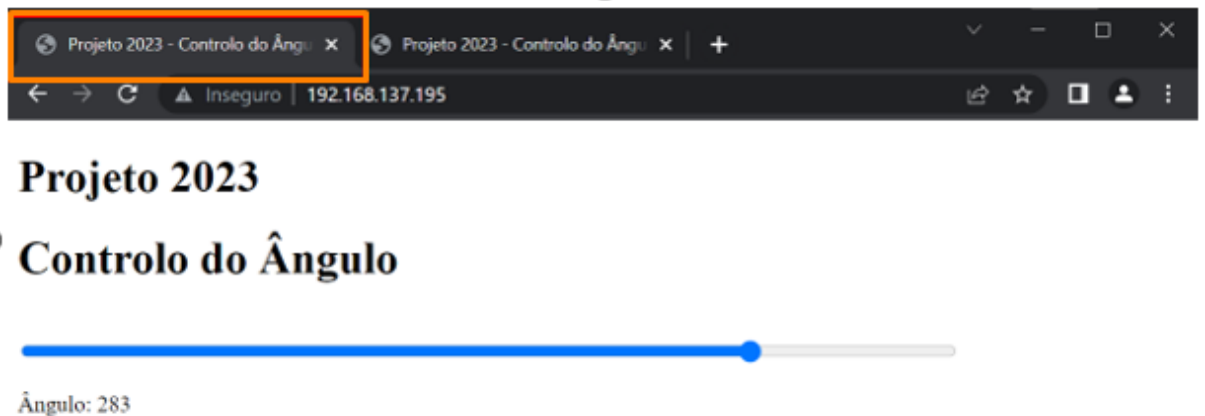 Projeto 2023 - Controlo do Ângu
Projeto 2023 - Controlo do Ângu
Inseguro | 192.168.137.195
Projeto 2023
Controlo do Ângulo
Ângulo: 283